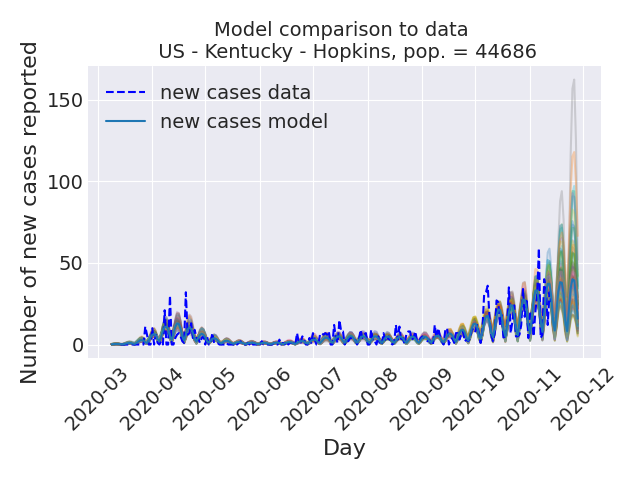 Model comparison to data
US - Kentucky - Hopkins, pop. = 44686
Number of new cases reported
150
100
50
0
new cases data
new cases model
2020-03
2020-04
2020-05
2020-06
2020-07
2020-08
2020-09
2020-10
2020-11
2020-12
Day